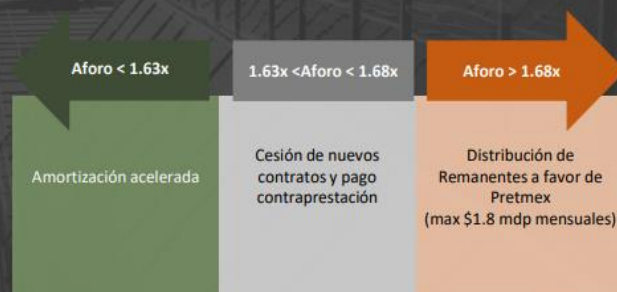 Aforo < 1.63x
1.63x <Aforo < 1.68x
Aforo > 1.68x
Amortización acelerada
Cesión de nuevos
contratos y pago
contraprestación
Distribución de
Remanentes a favor de
Pretmex
(max $1.8 mdp mensuales)